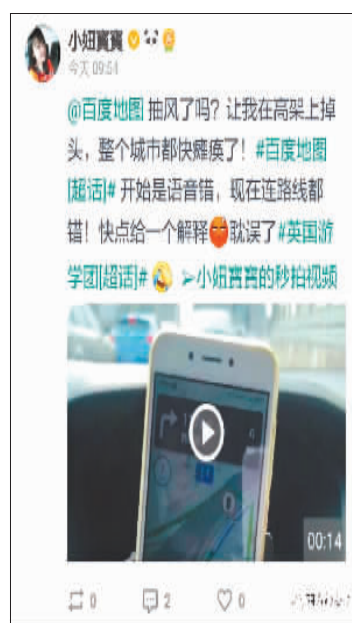 小妞寳寳
今天 09:54
@百度地图 抽风了吗？让我在高架上掉
头，整个城市都快瘫痪了！#百度地图
[超话]# 开始是语音错，现在连路线都
错！快点给一个解释 耽误了#英国游
学团[超话]# ➢小妞寳寳的秒拍视频
00:14
0
2
0